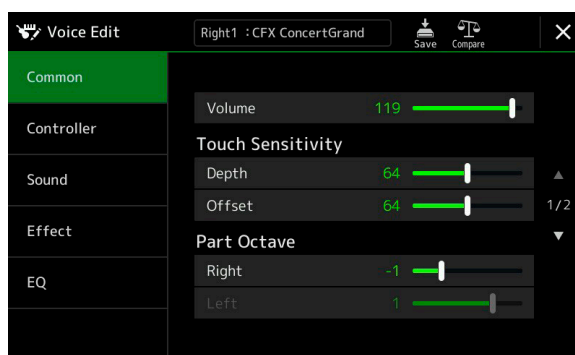 Voice Edit
Right1 :CFX ConcertGrand
Save
Compare
Common
Controller
Sound
Effect
EQ
Volume 119
Touch Sensitivity
Depth 64
Offset 64
1/2
Part Octave
Right -1
Left 1